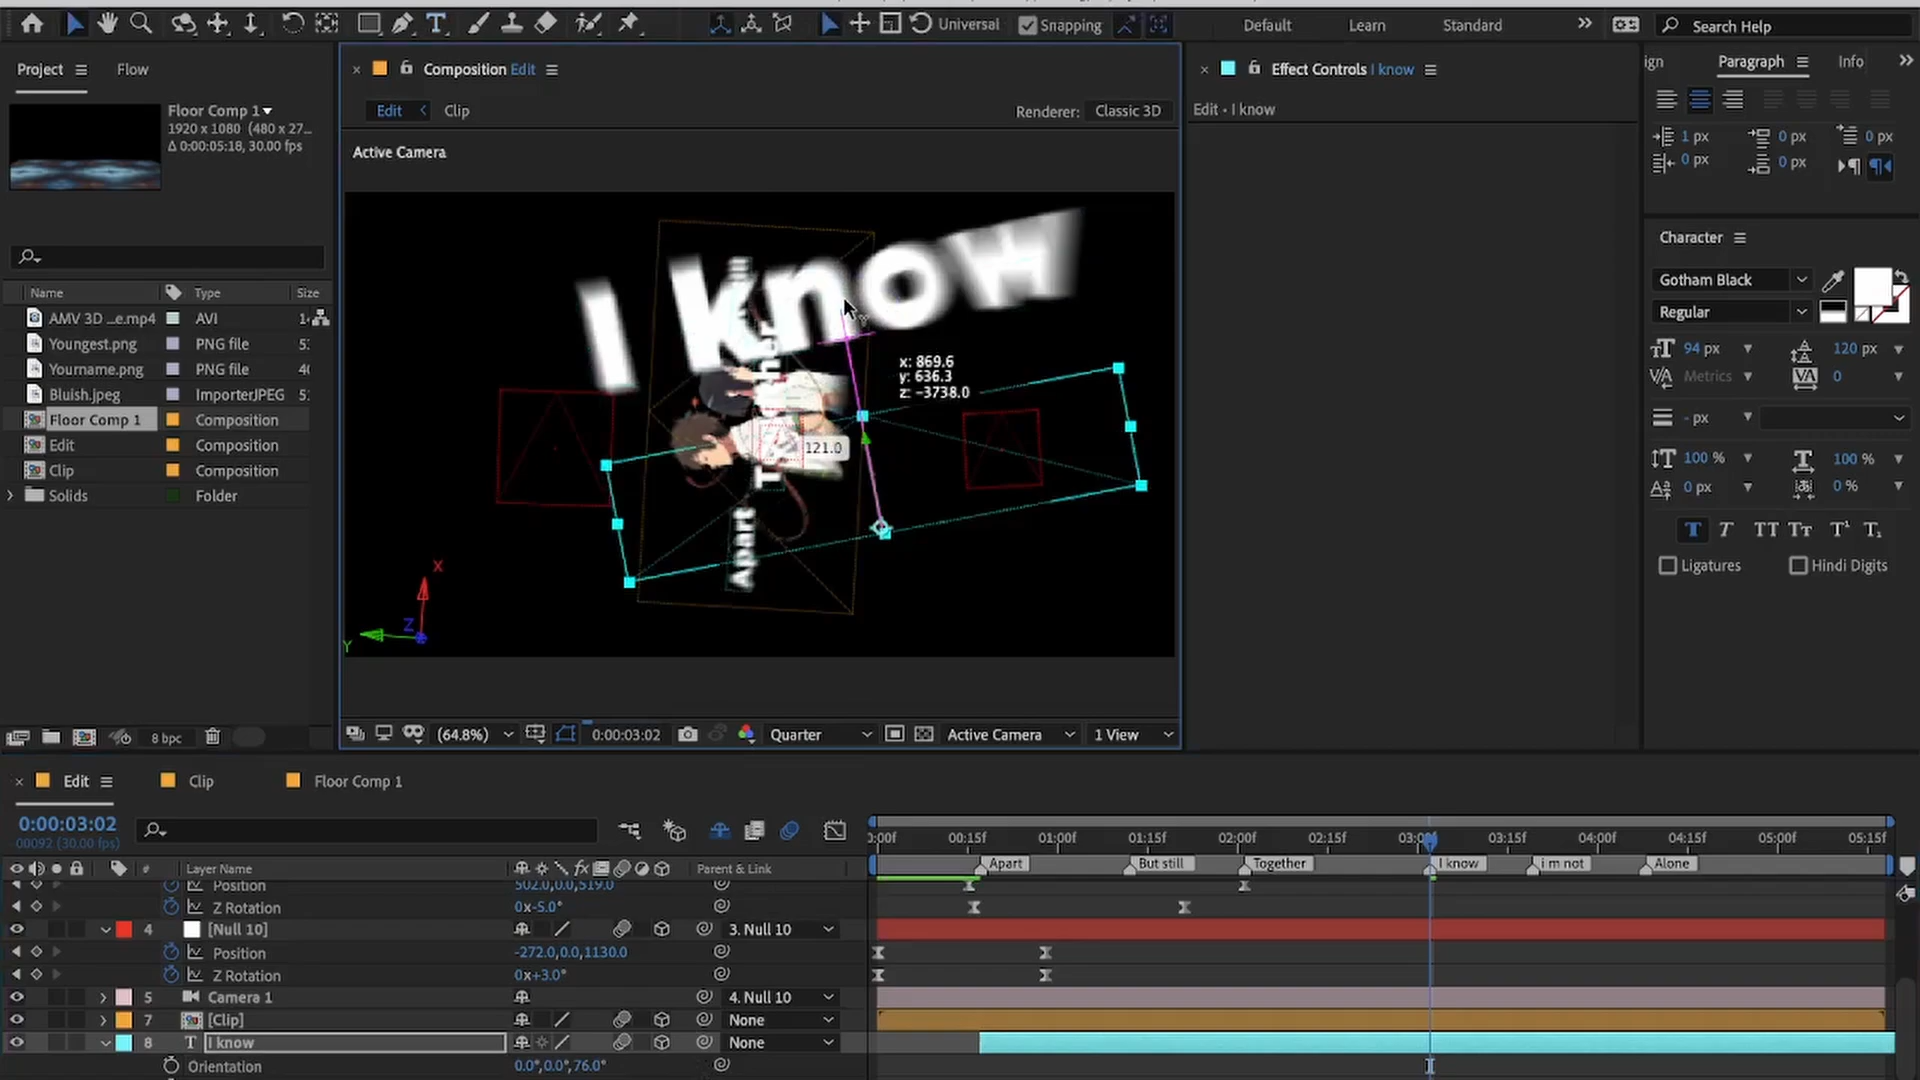 Universal
Snapping
Default
Learn
Standard
Search Help
Project
Flow
Floor Comp 1
1920 x 1080 (480 x 27...
Δ 0:00:05:18, 30.00 fps
Name
Type
Size
AMV 3D ...e.mp4
AVI
Youngest.png
PNG file
Yourname.png
PNG file
Bluish.jpeg
ImporterJPEG
Floor Comp 1
Composition
Edit
Composition
Clip
Composition
Solids
Folder
8 bpc
Composition Edit
Edit
Clip
Renderer:
Classic 3D
Active Camera
I know
x: 869.6
y: 636.3
z: -3738.0
121.0
Apart
X
Z
Y
(64.8%)
0:00:03:02
Quarter
Active Camera
1 View
Effect Controls I know
Edit • I know
ign
Paragraph
Info
1 px
0 px
0 px
0 px
0 px
Character
Gotham Black
Regular
94 px
120 px
Metrics
0
- px
100 %
100 %
0 px
0 %
Ligatures
Hindi Digits
Edit
Clip
Floor Comp 1
0:00:03:02
00092 (30.00 fps)
#
Layer Name
Parent & Link
Position
502.0,0.0,519.0
Z Rotation
0x-5.0°
4
[Null 10]
3. Null 10
Position
-272.0,0.0,1130.0
Z Rotation
0x+3.0°
5
Camera 1
4. Null 10
7
[Clip]
None
8
I know
None
Orientation
0.0°,0.0°,76.0°
0:00f
00:15f
01:00f
01:15f
02:00f
02:15f
03:15f
04:00f
04:15f
05:00f
05:15f
Apart
But still
Together
I know
i m not
Alone